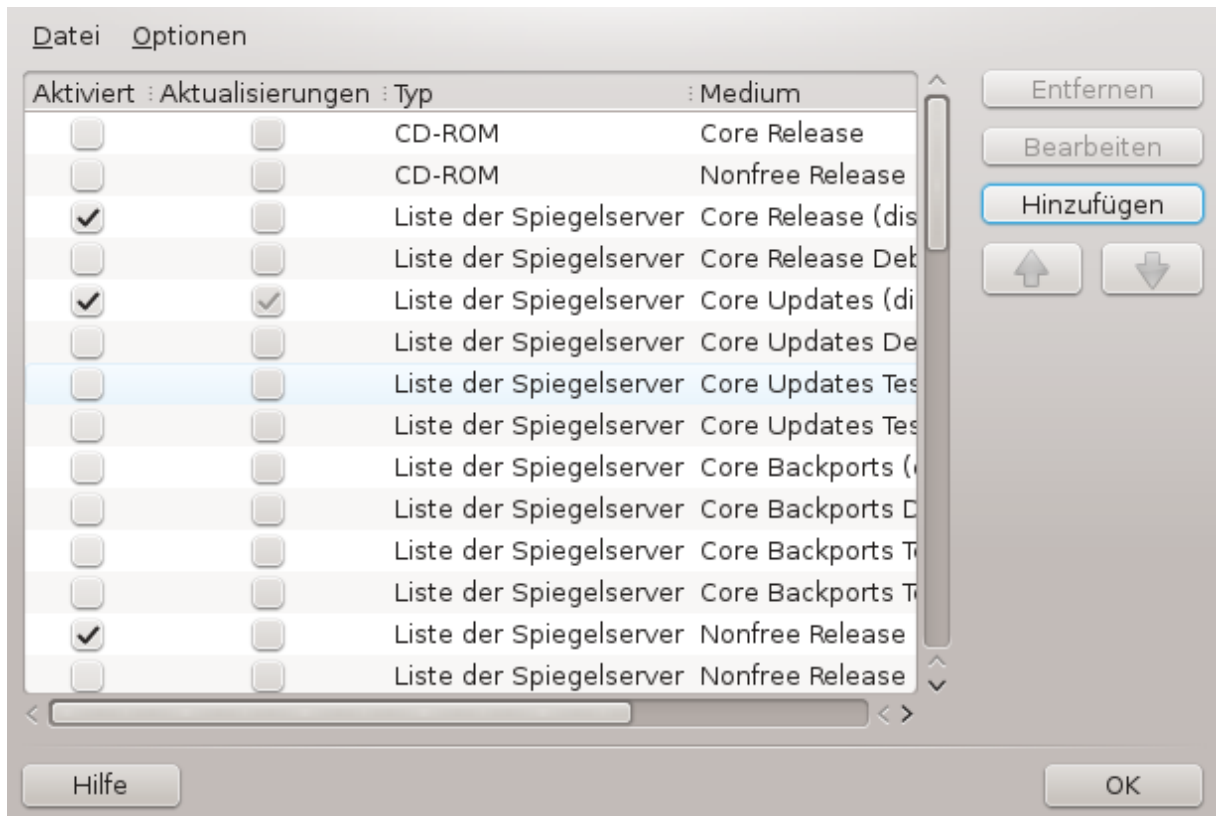 Datei Optionen
Aktiviert Aktualisierungen Typ Medium
CD-ROM Core Release
CD-ROM Nonfree Release
Liste der Spiegelserver Core Release (dis
Liste der Spiegelserver Core Release Deb
Liste der Spiegelserver Core Updates (di
Liste der Spiegelserver Core Updates De
Liste der Spiegelserver Core Updates Tes
Liste der Spiegelserver Core Updates Tes
Liste der Spiegelserver Core Backports (
Liste der Spiegelserver Core Backports D
Liste der Spiegelserver Core Backports Te
Liste der Spiegelserver Core Backports Te
Liste der Spiegelserver Nonfree Release
Liste der Spiegelserver Nonfree Release
Entfernen
Bearbeiten
Hinzufügen
Hilfe OK